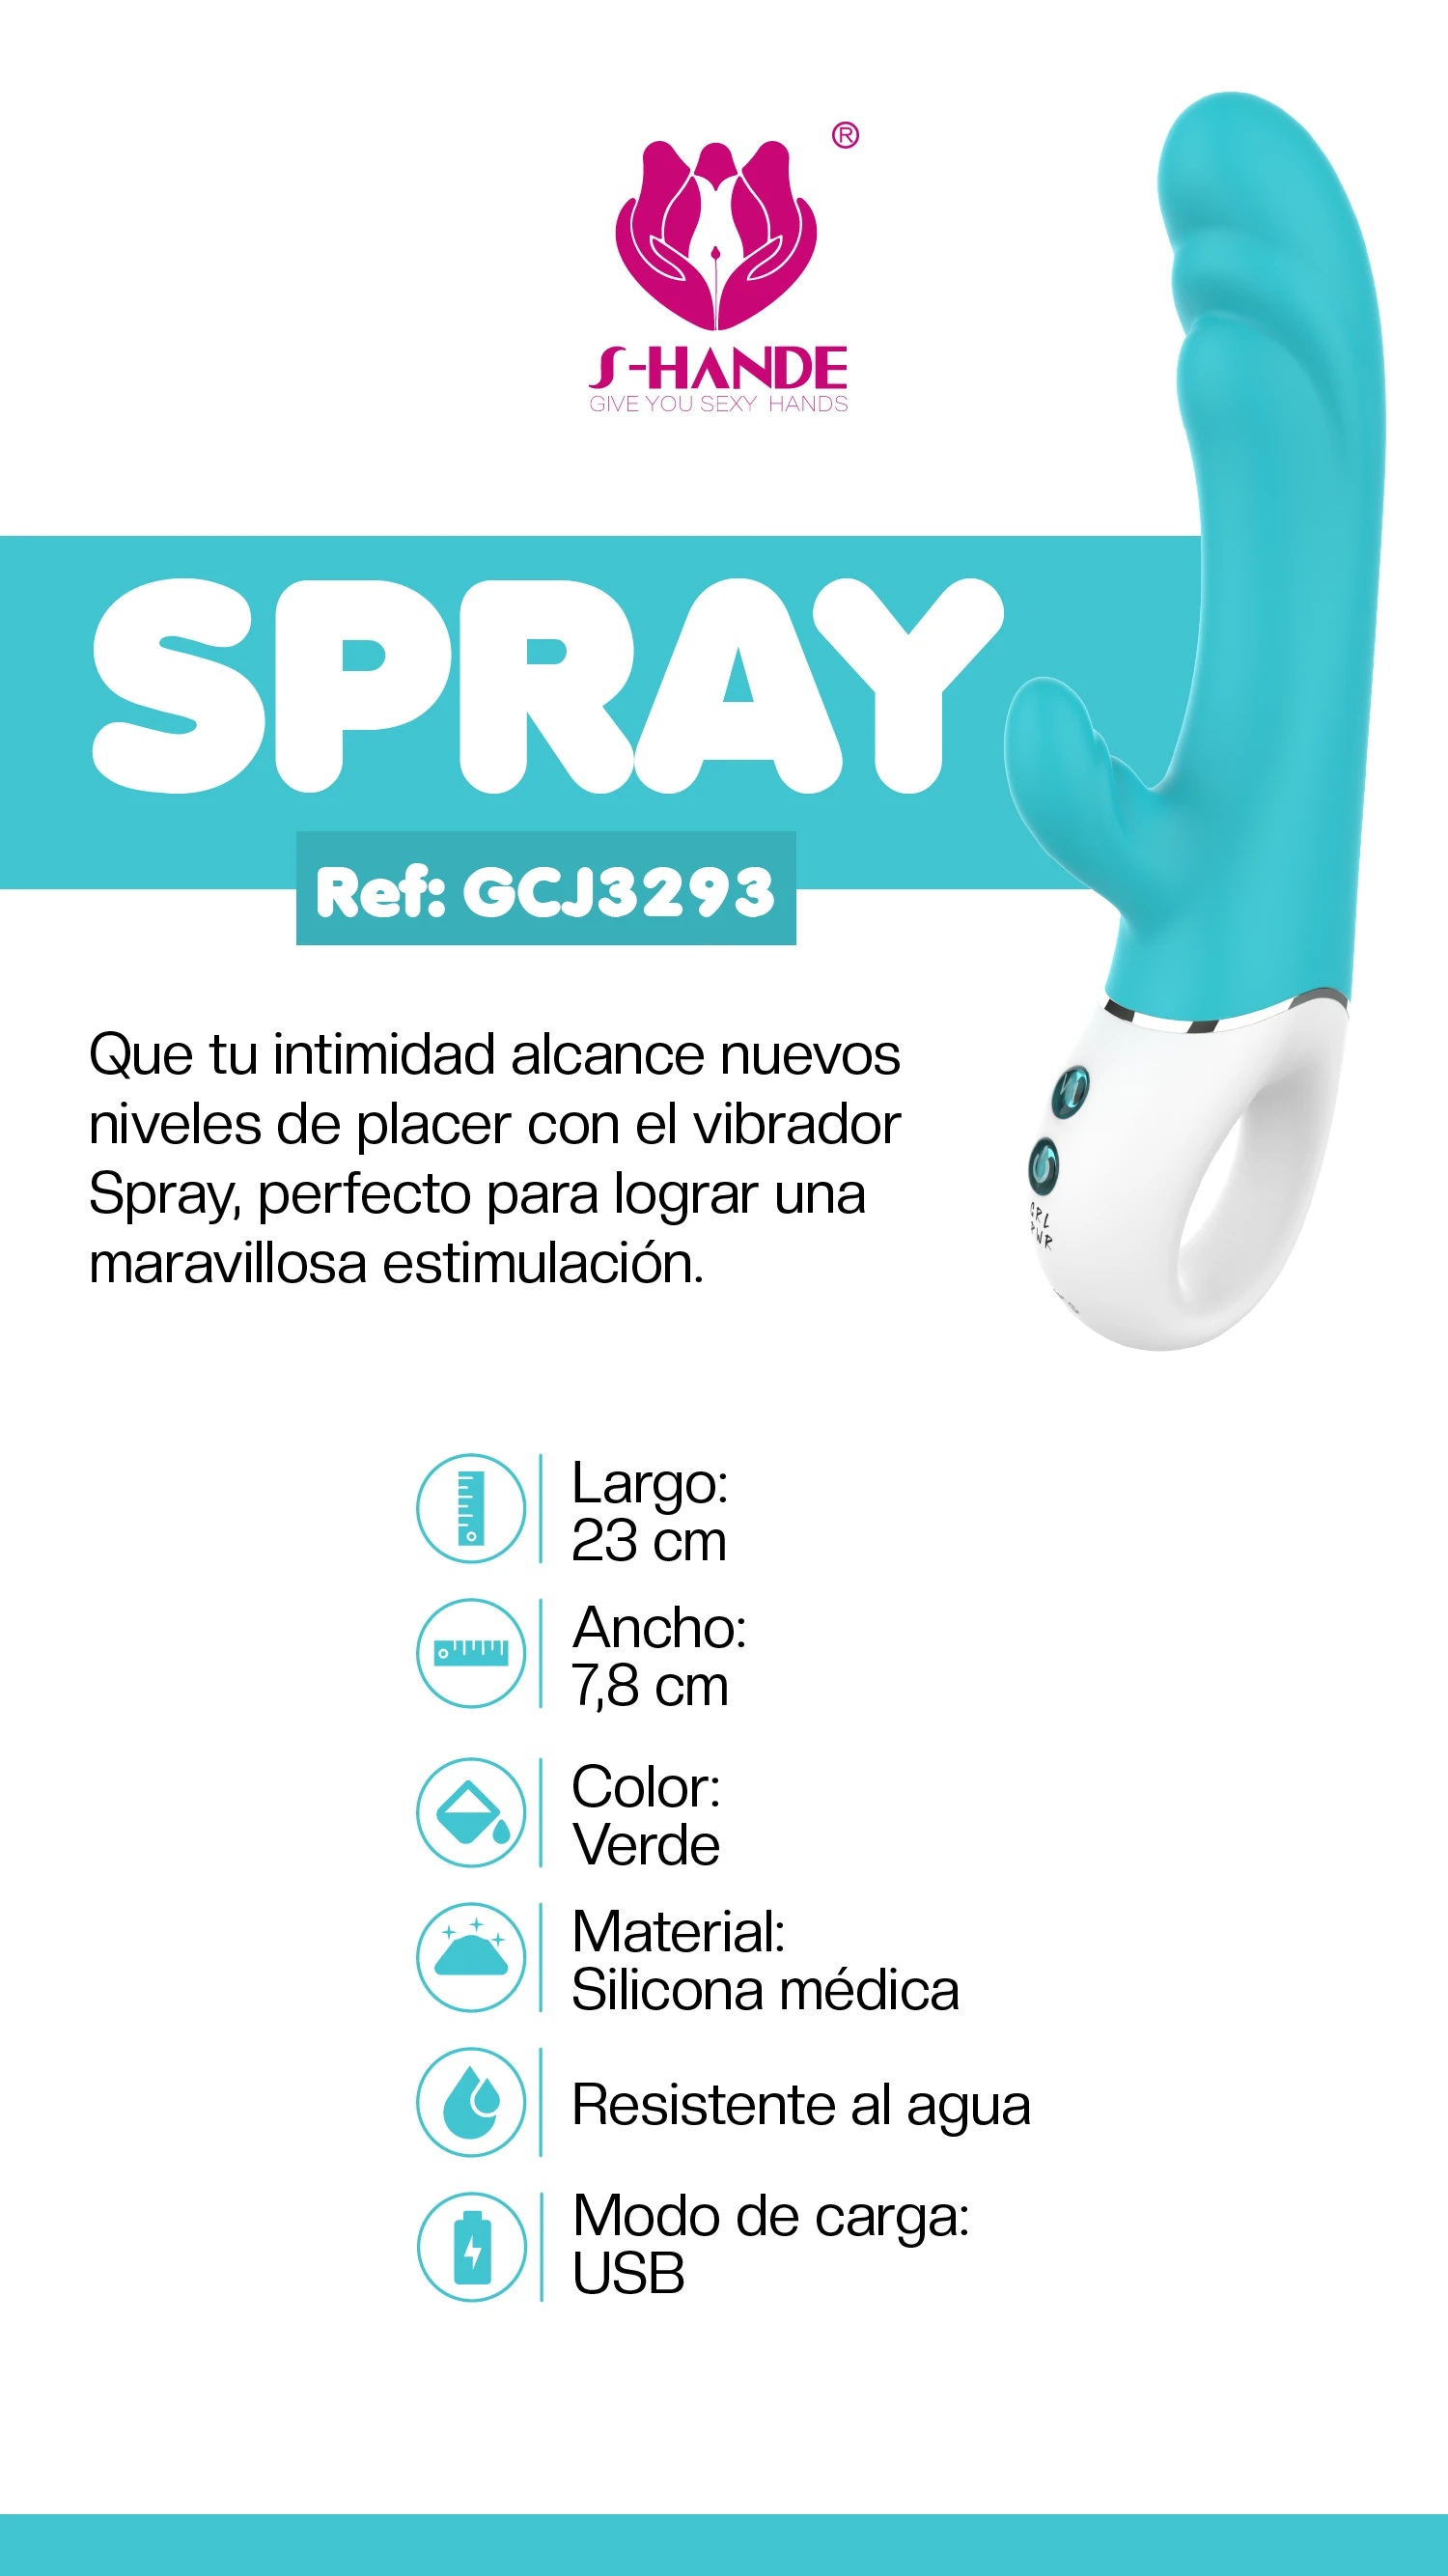 ®
S-HANDE
GIVE YOU SEXY HANDS
SPRAY
Ref: GCJ3293
Que tu intimidad alcance nuevos
niveles de placer con el vibrador
Spray, perfecto para lograr una
maravillosa estimulación.
GRL
PWR
Largo:
23 cm
Ancho:
7,8 cm
Color:
Verde
Material:
Silicona médica
Resistente al agua
Modo de carga:
USB